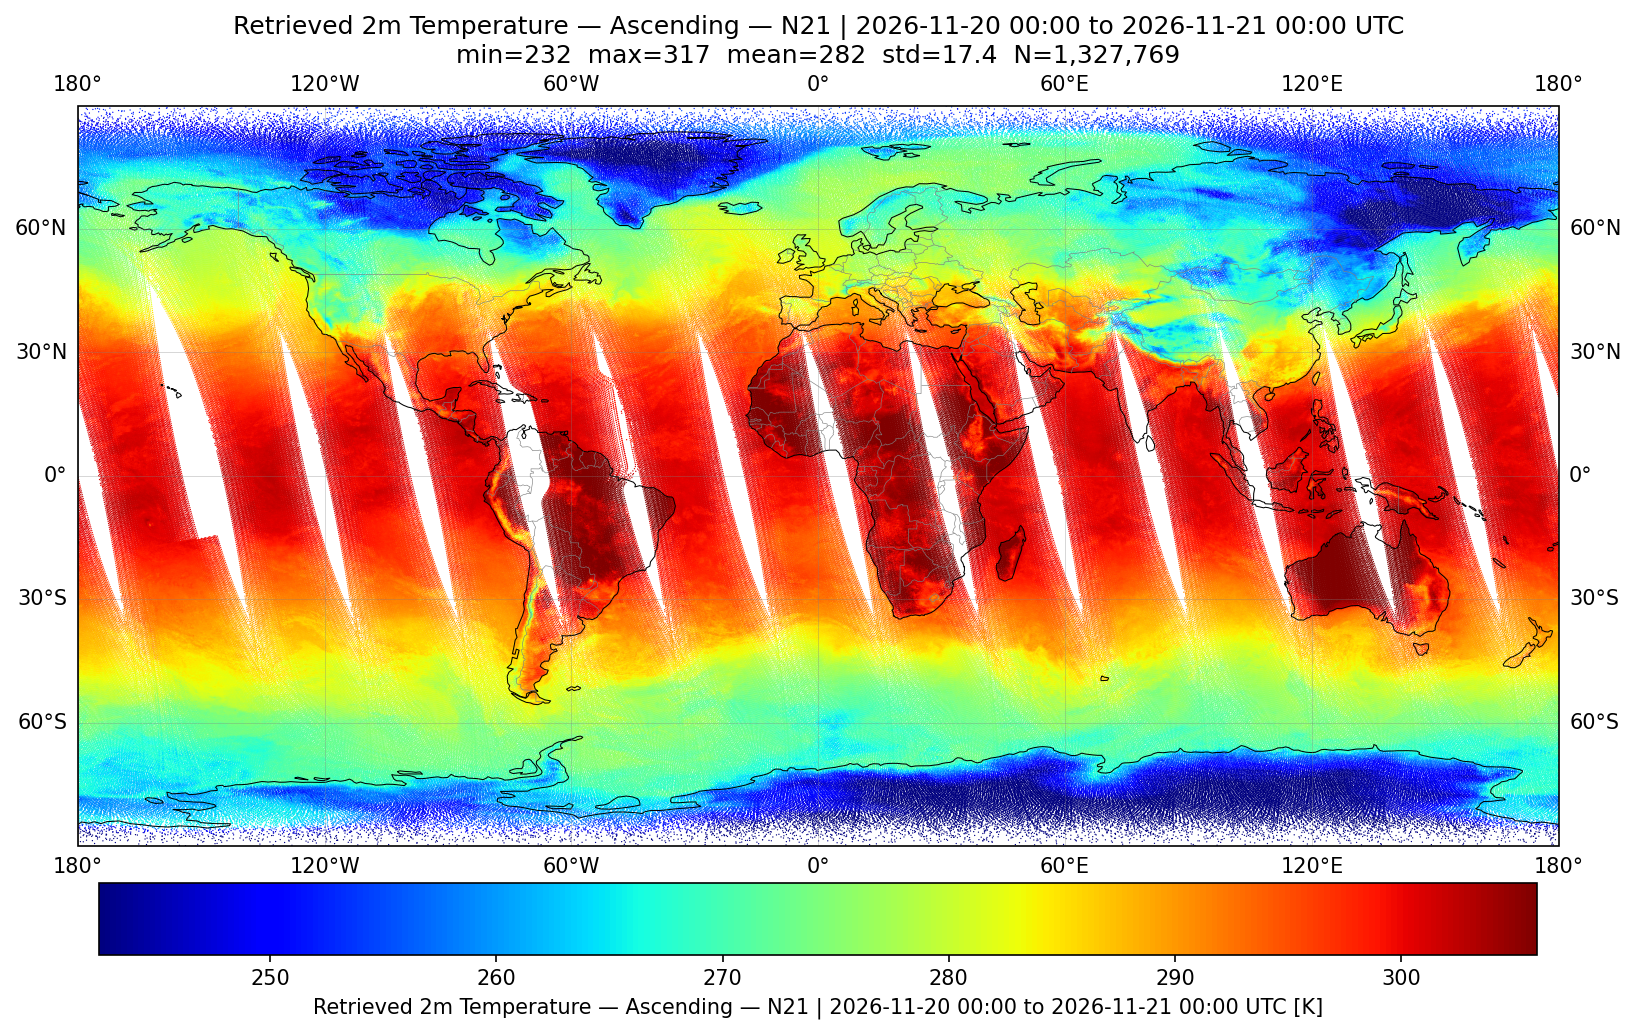 Retrieved 2m Temperature — Ascending — N21 | 2026-11-20 00:00 to 2026-11-21 00:00 UTC
min=232 max=317 mean=282 std=17.4 N=1,327,769
180° 120°W 60°W 0° 60°E 120°E 180°
60°N 60°N
30°N 30°N
0° 0°
30°S 30°S
60°S 60°S
180° 120°W 60°W 0° 60°E 120°E 180°
250 260 270 280 290 300
Retrieved 2m Temperature — Ascending — N21 | 2026-11-20 00:00 to 2026-11-21 00:00 UTC [K]